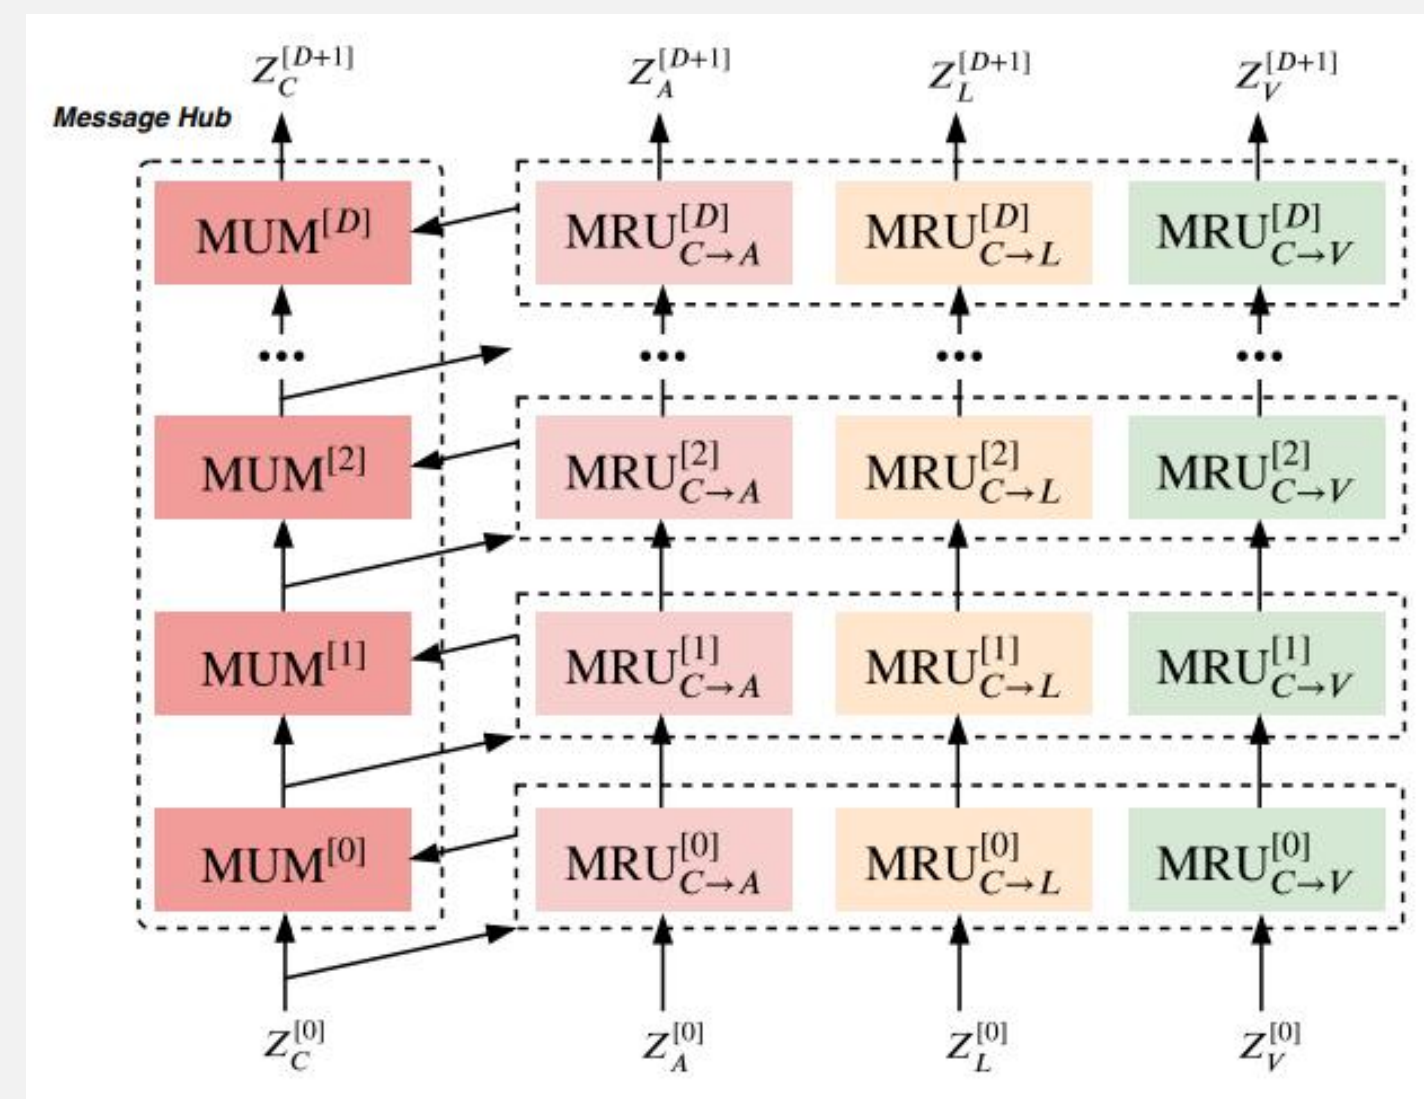 Z_C^{[D+1]} Z_A^{[D+1]} Z_L^{[D+1]} Z_V^{[D+1]}
Message Hub
MUM^{[D]} MRU_{C→A}^{[D]} MRU_{C→L}^{[D]} MRU_{C→V}^{[D]}
••• ••• ••• •••
MUM^{[2]} MRU_{C→A}^{[2]} MRU_{C→L}^{[2]} MRU_{C→V}^{[2]}
MUM^{[1]} MRU_{C→A}^{[1]} MRU_{C→L}^{[1]} MRU_{C→V}^{[1]}
MUM^{[0]} MRU_{C→A}^{[0]} MRU_{C→L}^{[0]} MRU_{C→V}^{[0]}
Z_C^{[0]} Z_A^{[0]} Z_L^{[0]} Z_V^{[0]}